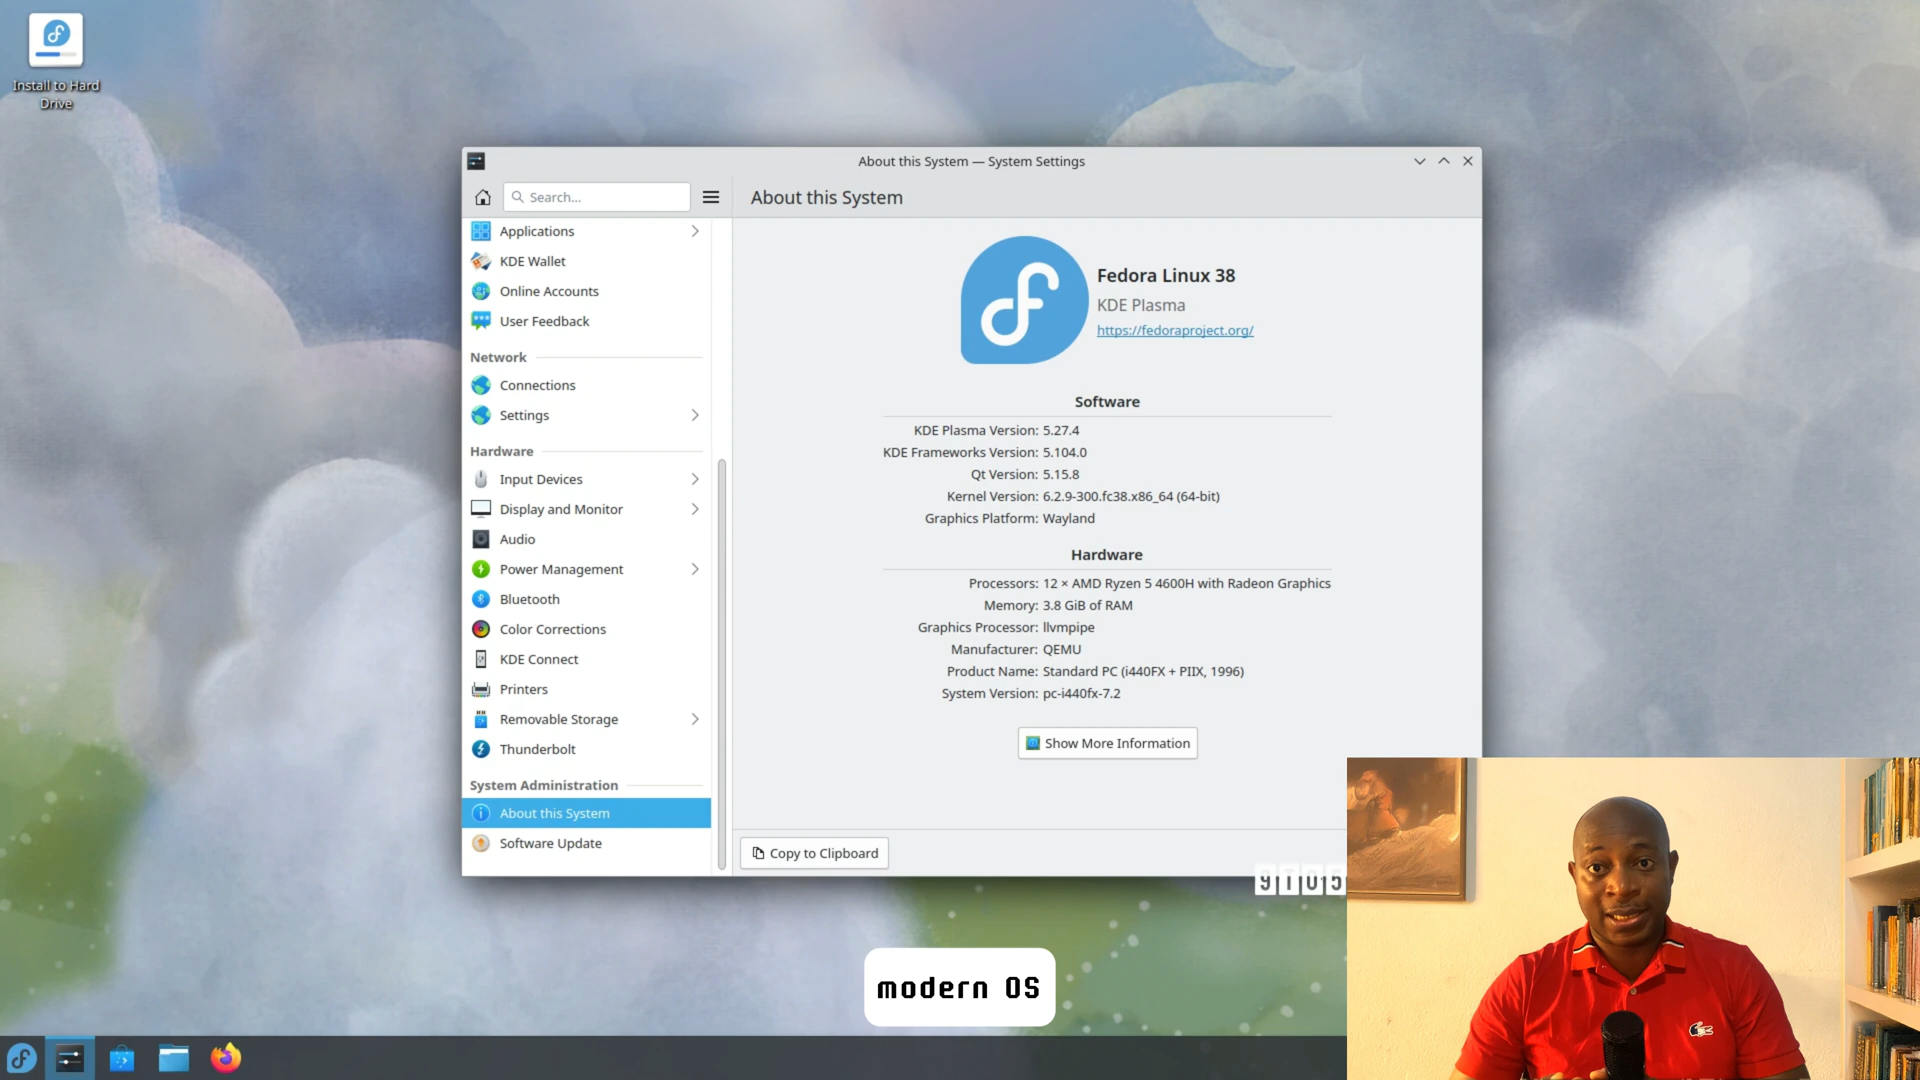 Install to Hard
Drive
About this System — System Settings
Search...
About this System
Applications
KDE Wallet
Online Accounts
User Feedback
Network
Connections
Settings
Hardware
Input Devices
Display and Monitor
Audio
Power Management
Bluetooth
Color Corrections
KDE Connect
Printers
Removable Storage
Thunderbolt
System Administration
About this System
Software Update
Fedora Linux 38
KDE Plasma
https://fedoraproject.org/
Software
KDE Plasma Version: 5.27.4
KDE Frameworks Version: 5.104.0
Qt Version: 5.15.8
Kernel Version: 6.2.9-300.fc38.x86_64 (64-bit)
Graphics Platform: Wayland
Hardware
Processors: 12 × AMD Ryzen 5 4600H with Radeon Graphics
Memory: 3.8 GiB of RAM
Graphics Processor: llvmpipe
Manufacturer: QEMU
Product Name: Standard PC (i440FX + PIIX, 1996)
System Version: pc-i440fx-7.2
Show More Information
Copy to Clipboard
modern OS